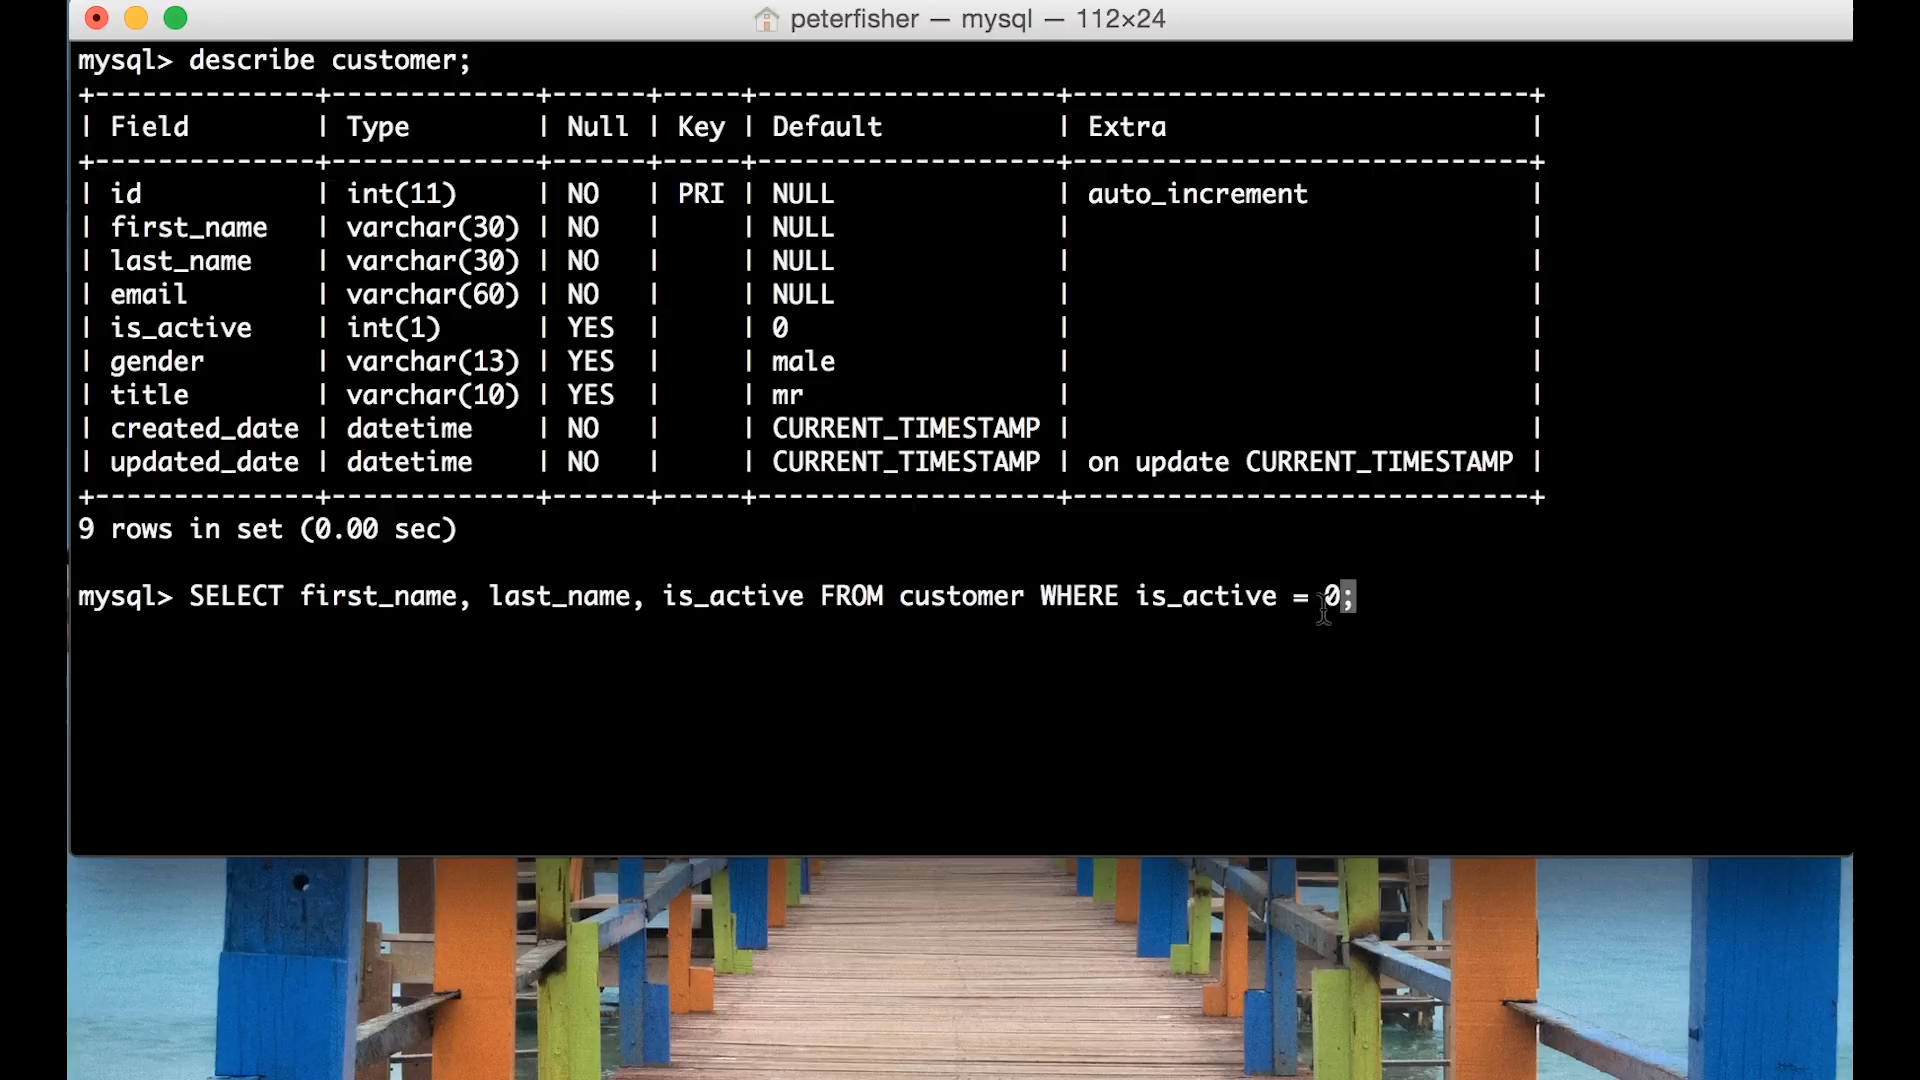 peterfisher — mysql — 112×24
mysql> describe customer;
+---------------+-------------+------+-----+-------------------+-----------------------------+
| Field | Type | Null | Key | Default | Extra |
+---------------+-------------+------+-----+-------------------+-----------------------------+
| id | int(11) | NO | PRI | NULL | auto_increment |
| first_name | varchar(30) | NO | | NULL | |
| last_name | varchar(30) | NO | | NULL | |
| email | varchar(60) | NO | | NULL | |
| is_active | int(1) | YES | | 0 | |
| gender | varchar(13) | YES | | male | |
| title | varchar(10) | YES | | mr | |
| created_date | datetime | NO | | CURRENT_TIMESTAMP | |
| updated_date | datetime | NO | | CURRENT_TIMESTAMP | on update CURRENT_TIMESTAMP |
+---------------+-------------+------+-----+-------------------+-----------------------------+
9 rows in set (0.00 sec)
mysql> SELECT first_name, last_name, is_active FROM customer WHERE is_active = 0;